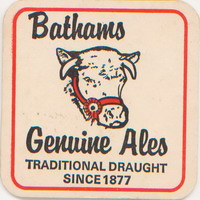 Bathams
Genuine Ales
TRADITIONAL DRAUGHT
SINCE 1877